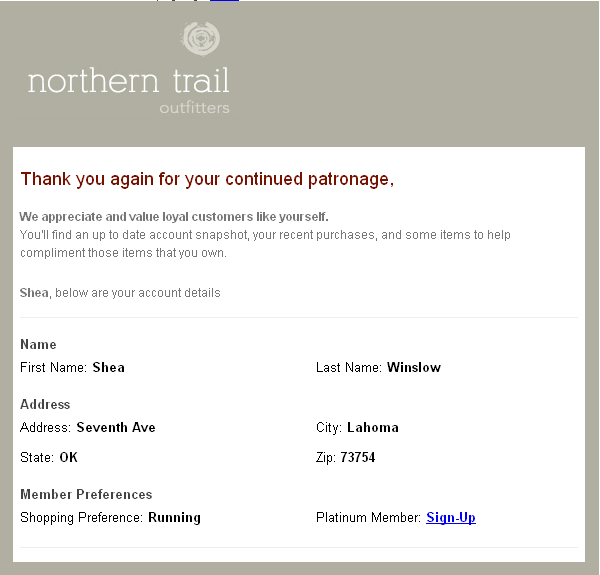 northern trail
outfitters
Thank you again for your continued patronage,
We appreciate and value loyal customers like yourself.
You'll find an up to date account snapshot, your recent purchases, and some items to help
compliment those items that you own.
Shea, below are your account details
Name
First Name: Shea Last Name: Winslow
Address
Address: Seventh Ave City: Lahoma
State: OK Zip: 73754
Member Preferences
Shopping Preference: Running Platinum Member: Sign-Up